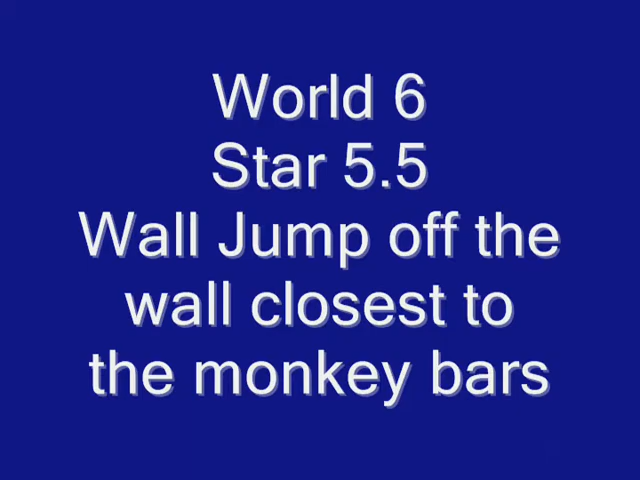 World 6
Star 5.5
Wall Jump off the
wall closest to
the monkey bars